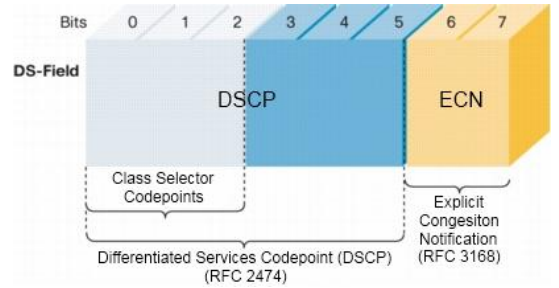 Bits 0 1 2 3 4 5 6 7
DS-Field
DSCP ECN
Class Selector
Codepoints
Explicit
Congesiton
Notification
(RFC 3168)
Differentiated Services Codepoint (DSCP)
(RFC 2474)